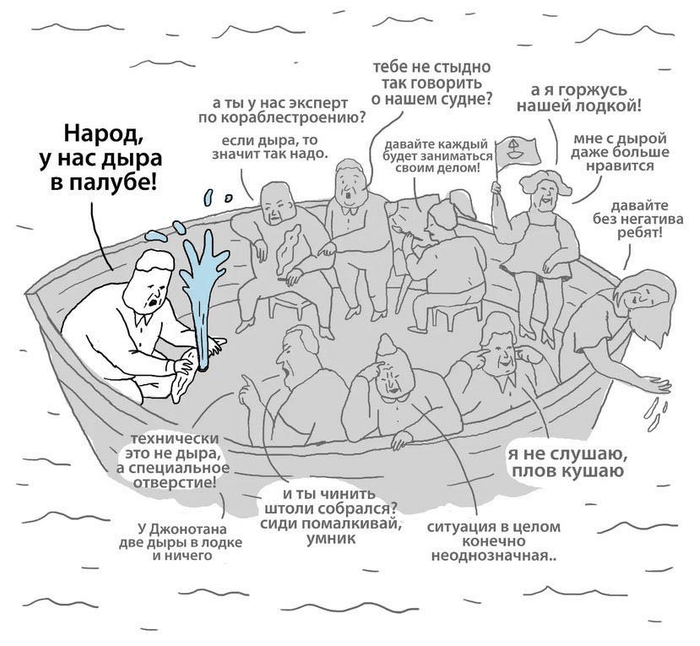 Народ,
у нас дыра
в палубе!
а ты у нас эксперт
по кораблестроению?
если дыра, то
значит так надо.
тебе не стыдно
так говорить
о нашем судне?
давайте каждый
будет заниматься
своим делом!
а я горжусь
нашей лодкой!
мне с дырой
даже больше
нравится
давайте
без негатива
ребят!
технически
это не дыра,
а специальное
отверстие!
У Джонотана
две дыры в лодке
и ничего
и ты чинить
штоли собрался?
сиди помалкивай,
умник
ситуация в целом
конечно
неоднозначная..
я не слушаю,
плов кушаю